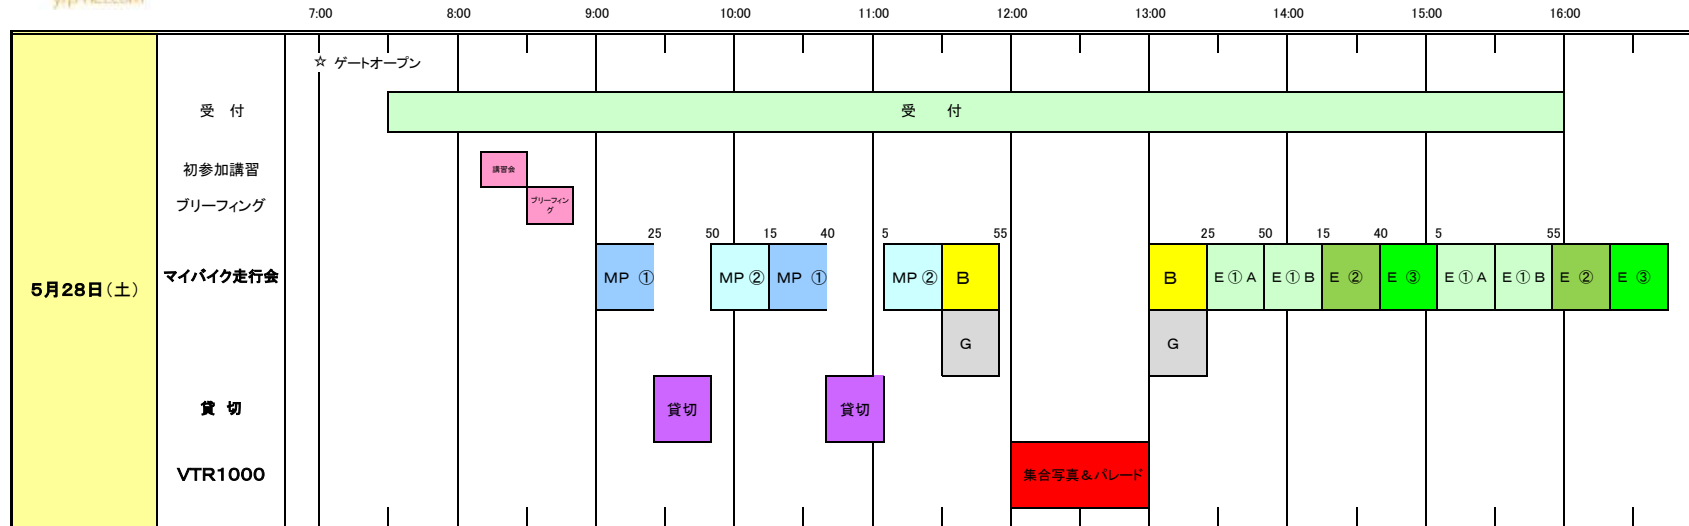 7:00 8:00 9:00 10:00 11:00 12:00 13:00 14:00 15:00 16:00
☆ ゲートオープン
受 付 受 付
初参加講習 講習会
ブリーフィング ブリーフィン
グ
25 50 15 40 5 55 25 50 15 40 5 55
5月28日(土) マイバイク走行会 MP ① MP ② MP ① MP ② B B E①A E①B E ② E ③ E①A E①B E ② E ③
G G
貸 切 貸切 貸切
VTR1000 集合写真&パレード